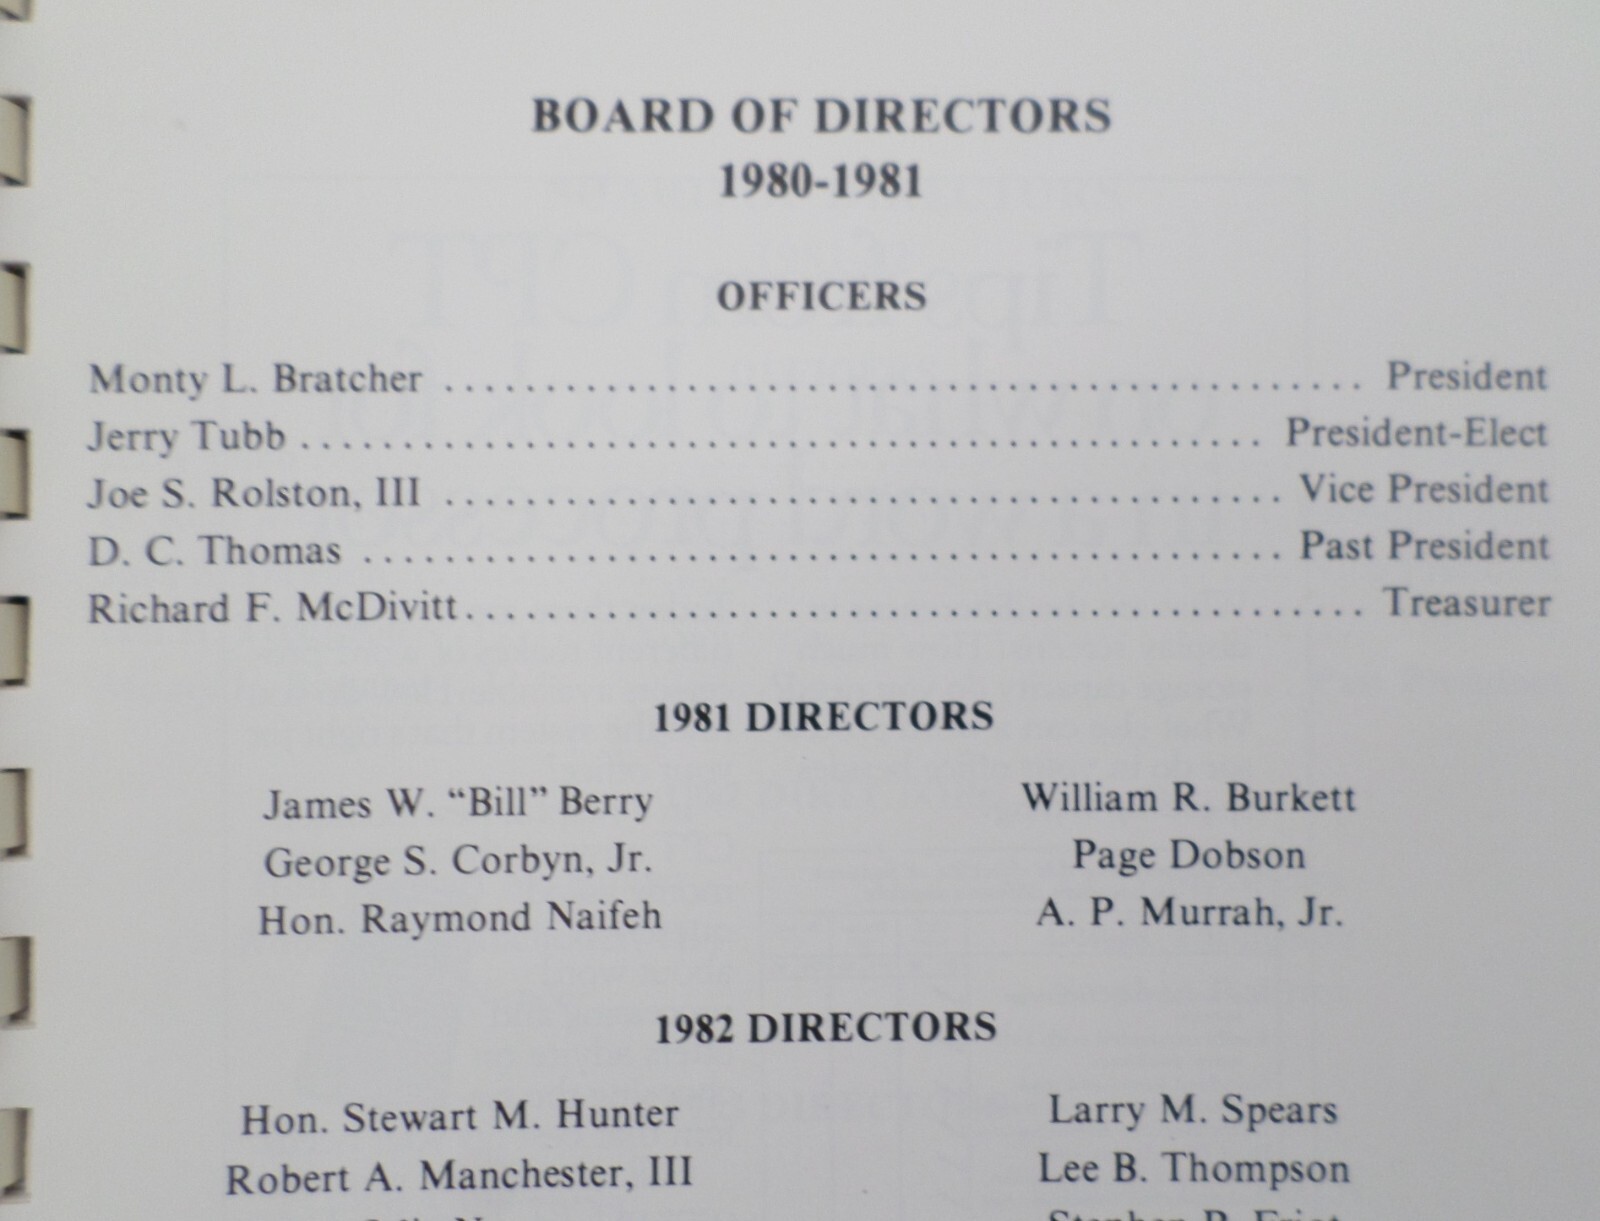 BOARD OF DIRECTORS
1980-1981
OFFICERS
Monty L. Bratcher ........................................ President
Jerry Tubb ........................................ President-Elect
Joe S. Rolston, III ........................................ Vice President
D. C. Thomas ........................................ Past President
Richard F. McDivitt ........................................ Treasurer
1981 DIRECTORS
James W. “Bill” Berry William R. Burkett
George S. Corbyn, Jr. Page Dobson
Hon. Raymond Naifeh A. P. Murrah, Jr.
1982 DIRECTORS
Hon. Stewart M. Hunter Larry M. Spears
Robert A. Manchester, III Lee B. Thompson